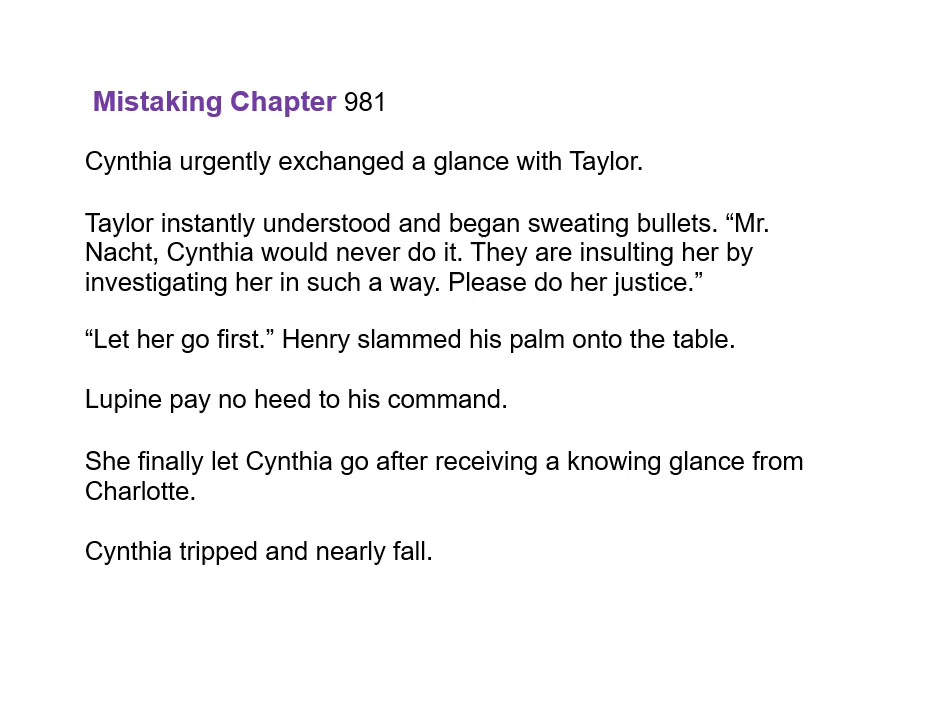 Mistaking Chapter 981
Cynthia urgently exchanged a glance with Taylor.
Taylor instantly understood and began sweating bullets. “Mr.
Nacht, Cynthia would never do it. They are insulting her by
investigating her in such a way. Please do her justice.”
“Let her go first.” Henry slammed his palm onto the table.
Lupine pay no heed to his command.
She finally let Cynthia go after receiving a knowing glance from
Charlotte.
Cynthia tripped and nearly fall.